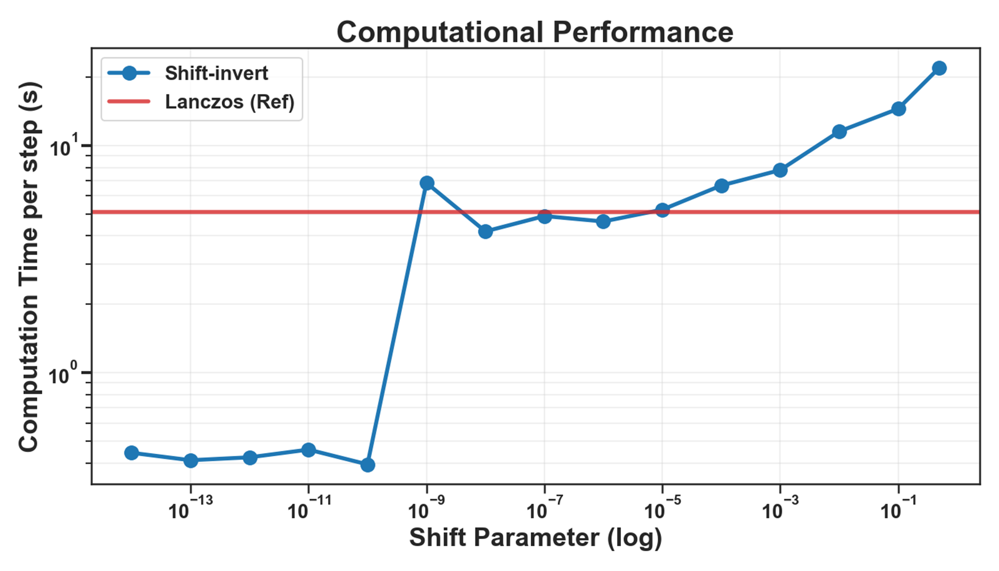 Computational Performance
Shift-invert
Lanczos (Ref)
Computation Time per step (s)
10^1
10^0
10^−13
10^−11
10^−9
10^−7
10^−5
10^−3
10^−1
Shift Parameter (log)